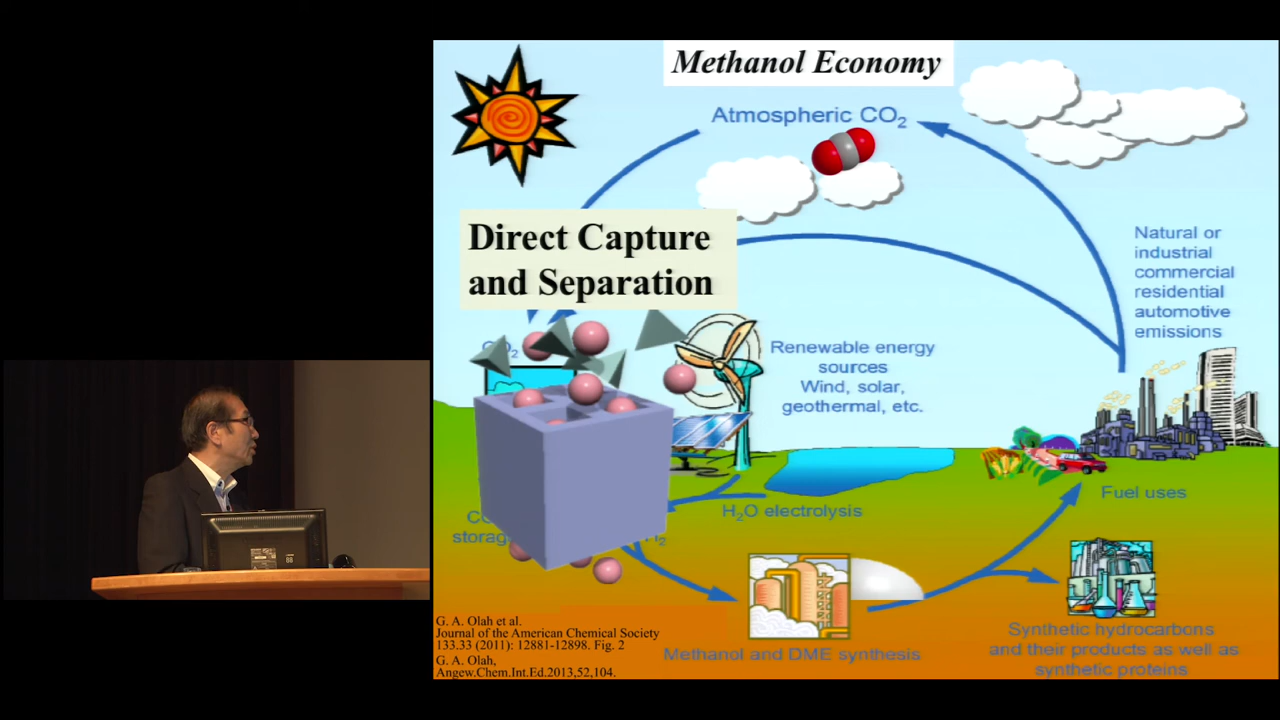 Methanol Economy
Atmospheric CO₂
Direct Capture
and Separation
Natural or
industrial
commercial
residential
automotive
emissions
Renewable energy
sources
Wind, solar,
geothermal, etc.
H₂O electrolysis
Fuel uses
Methanol and DME synthesis
Synthetic hydrocarbons
and their products as well as
synthetic proteins
G. A. Olah et al.
Journal of the American Chemical Society
133.33 (2011): 12881-12898. Fig. 2
G. A. Olah,
Angew.Chem.Int.Ed.2013,52,104.